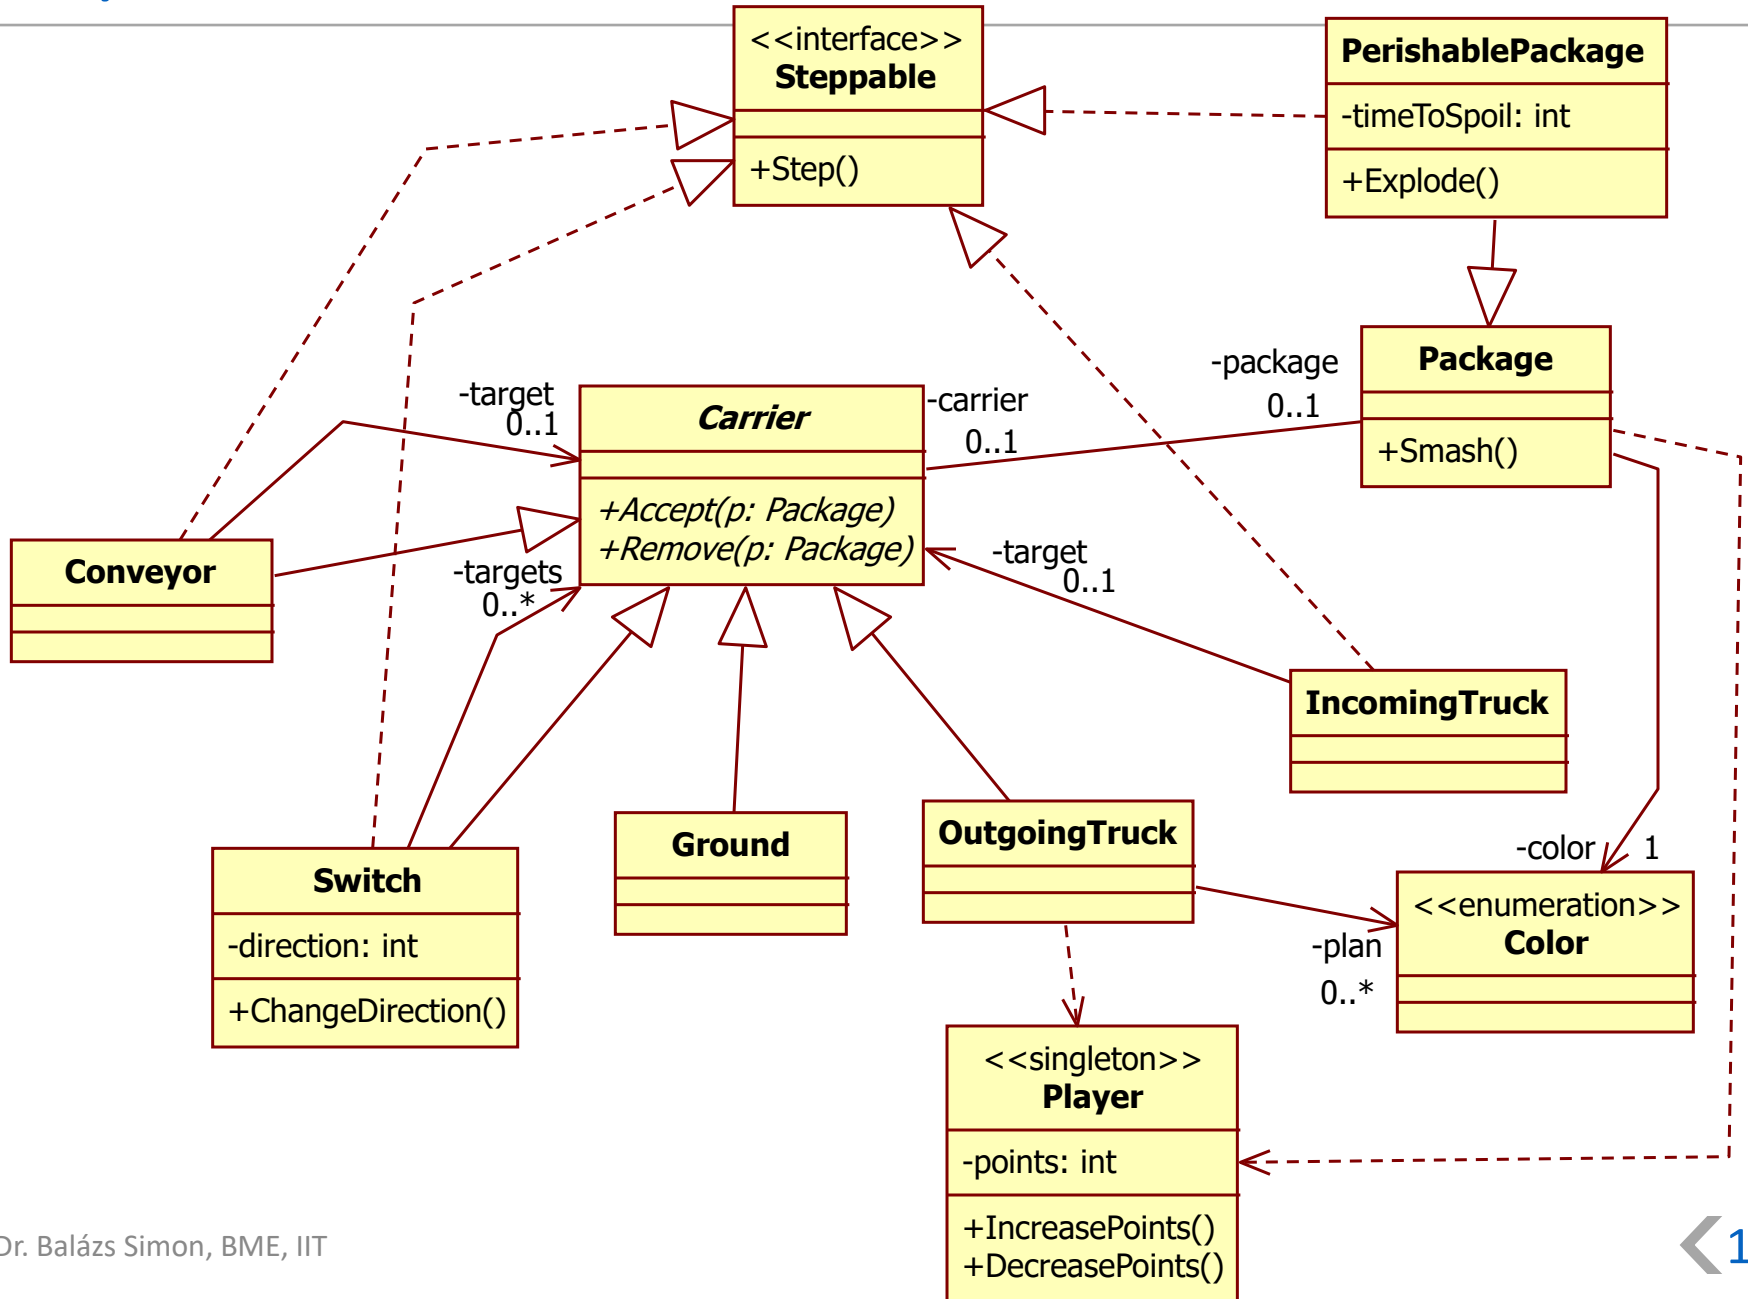 <<interface>>
Steppable
+Step()
PerishablePackage
-timeToSpoil: int
+Explode()
Package
+Smash()
-package
0..1
-carrier
0..1
-target
0..1
Carrier
+Accept(p: Package)
+Remove(p: Package)
Conveyor
-targets
0..*
-target
0..1
IncomingTruck
Switch
-direction: int
+ChangeDirection()
Ground
OutgoingTruck
-color
1
<<enumeration>>
Color
-plan
0..*
<<singleton>>
Player
-points: int
+IncreasePoints()
+DecreasePoints()
Dr. Balázs Simon, BME, IIT
1